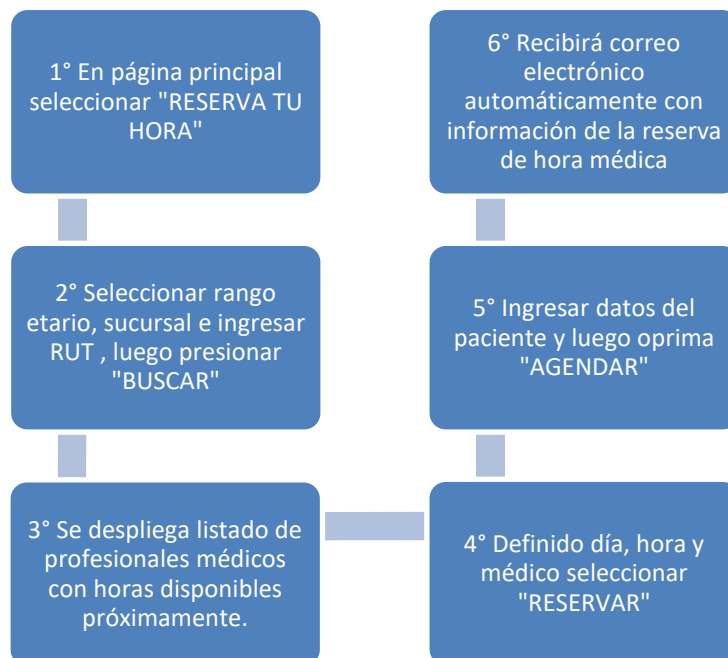 1° En página principal
seleccionar "RESERVA TU
HORA"
2° Seleccionar rango
etario, sucursal e ingresar
RUT , luego presionar
"BUSCAR"
3° Se despliega listado de
profesionales médicos
con horas disponibles
próximamente.
4° Definido día, hora y
médico seleccionar
"RESERVAR"
5° Ingresar datos del
paciente y luego oprima
"AGENDAR"
6° Recibirá correo
electrónico
automáticamente con
información de la reserva
de hora médica